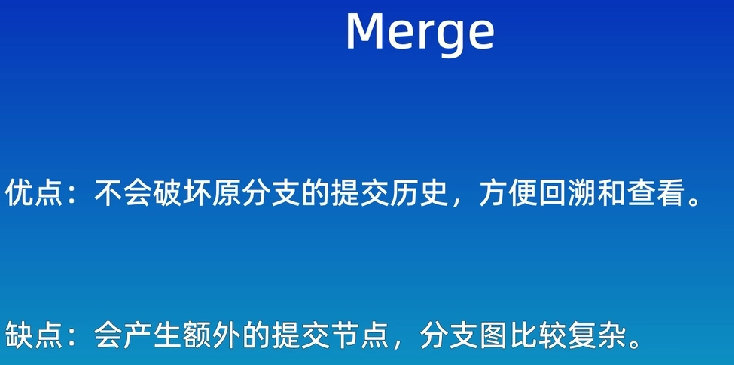 Merge
优点：不会破坏原分支的提交历史，方便回溯和查看。
缺点：会产生额外的提交节点，分支图比较复杂。